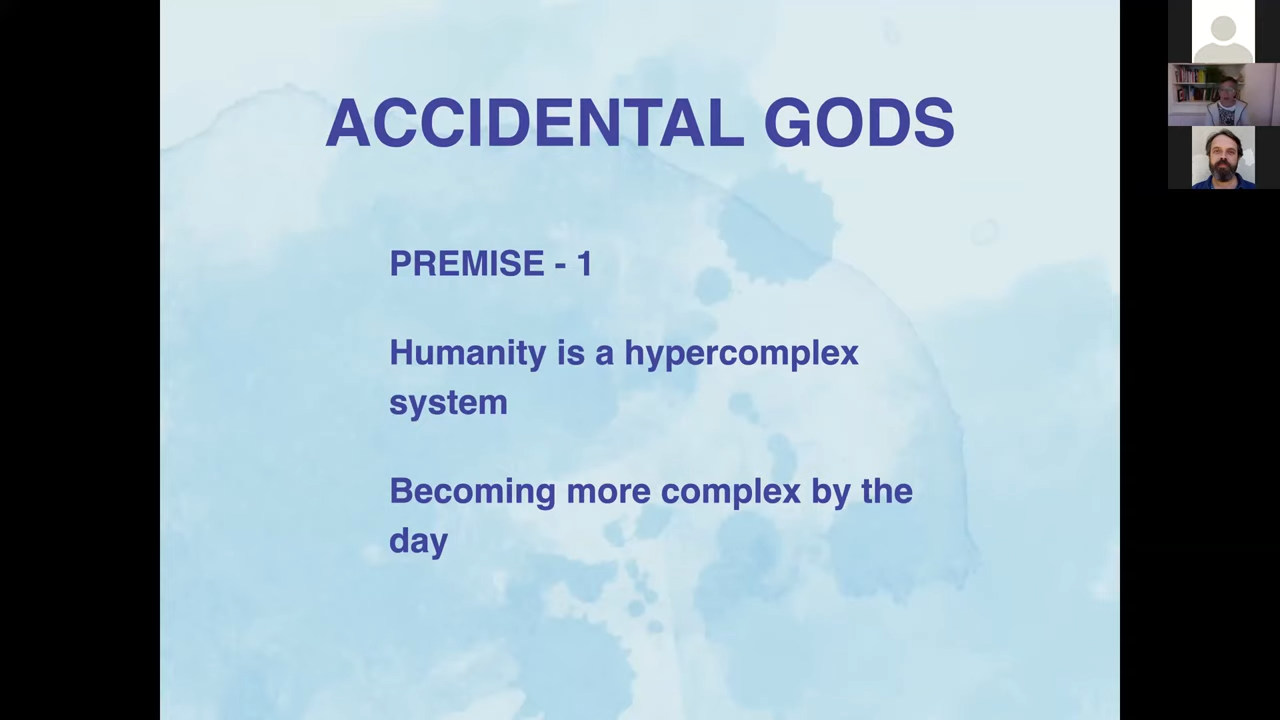 ACCIDENTAL GODS
PREMISE - 1
Humanity is a hypercomplex
system
Becoming more complex by the
day